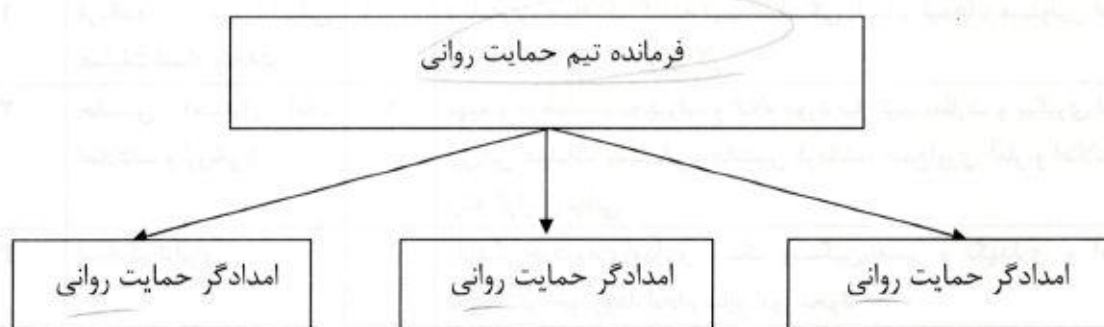 فرمانده تیم حمایت روانی
امدادگر حمایت روانی
امدادگر حمایت روانی
امدادگر حمایت روانی